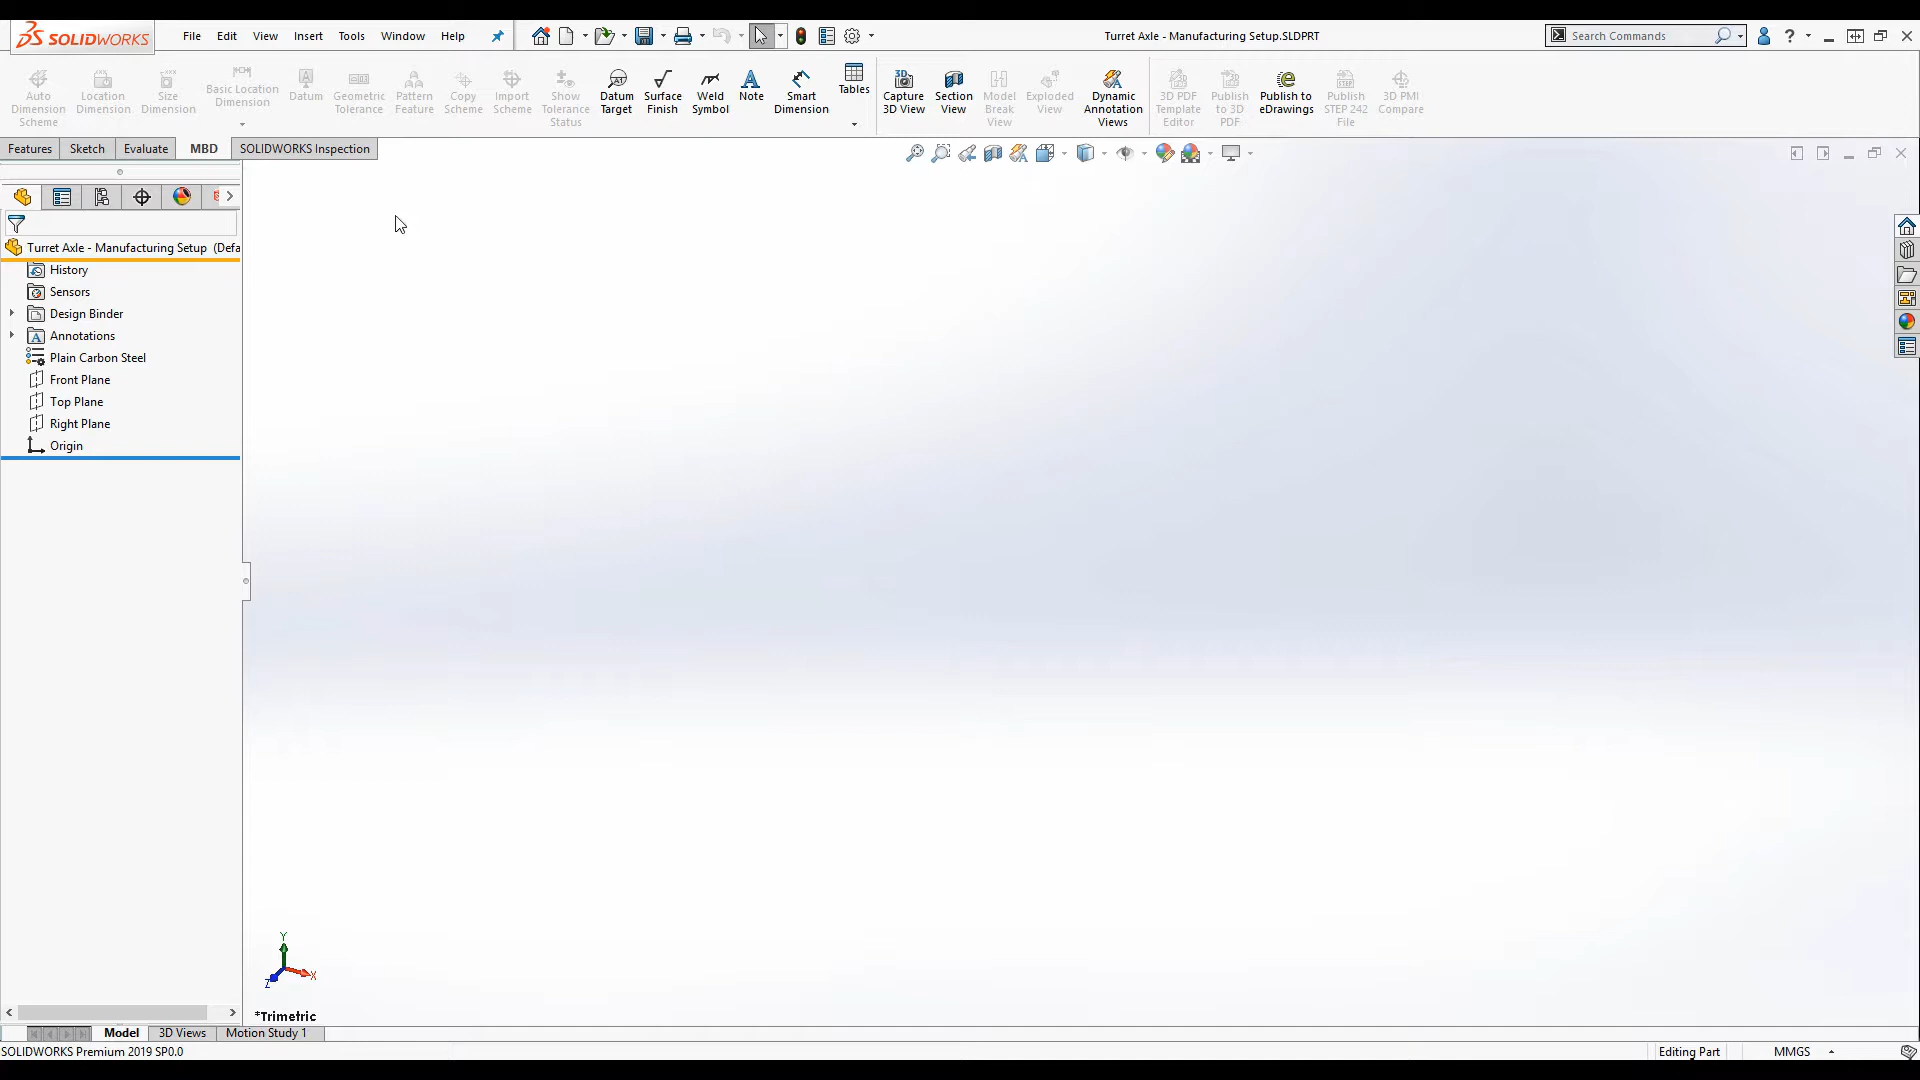 SOLIDWORKS
File Edit View Insert Tools Window Help
Turret Axle - Manufacturing Setup.SLDPRT
Search Commands
Auto Dimension Scheme
Location Dimension
Size Dimension
Basic Location Dimension
Datum
Geometric Tolerance
Pattern Feature
Copy Scheme
Import Scheme
Show Tolerance Status
Datum Target
Surface Finish
Weld Symbol
Note
Smart Dimension
Tables
Capture 3D View
Section View
Model Break View
Exploded View
Dynamic Annotation Views
3D PDF Template Editor
Publish to 3D PDF
Publish to eDrawings
Publish STEP 242 File
3D PMI Compare
Features Sketch Evaluate MBD SOLIDWORKS Inspection
Turret Axle - Manufacturing Setup (Defa
History
Sensors
Design Binder
Annotations
Plain Carbon Steel
Front Plane
Top Plane
Right Plane
Origin
Y
X
Z
*Trimetric
Model 3D Views Motion Study 1
SOLIDWORKS Premium 2019 SP0.0
Editing Part MMGS